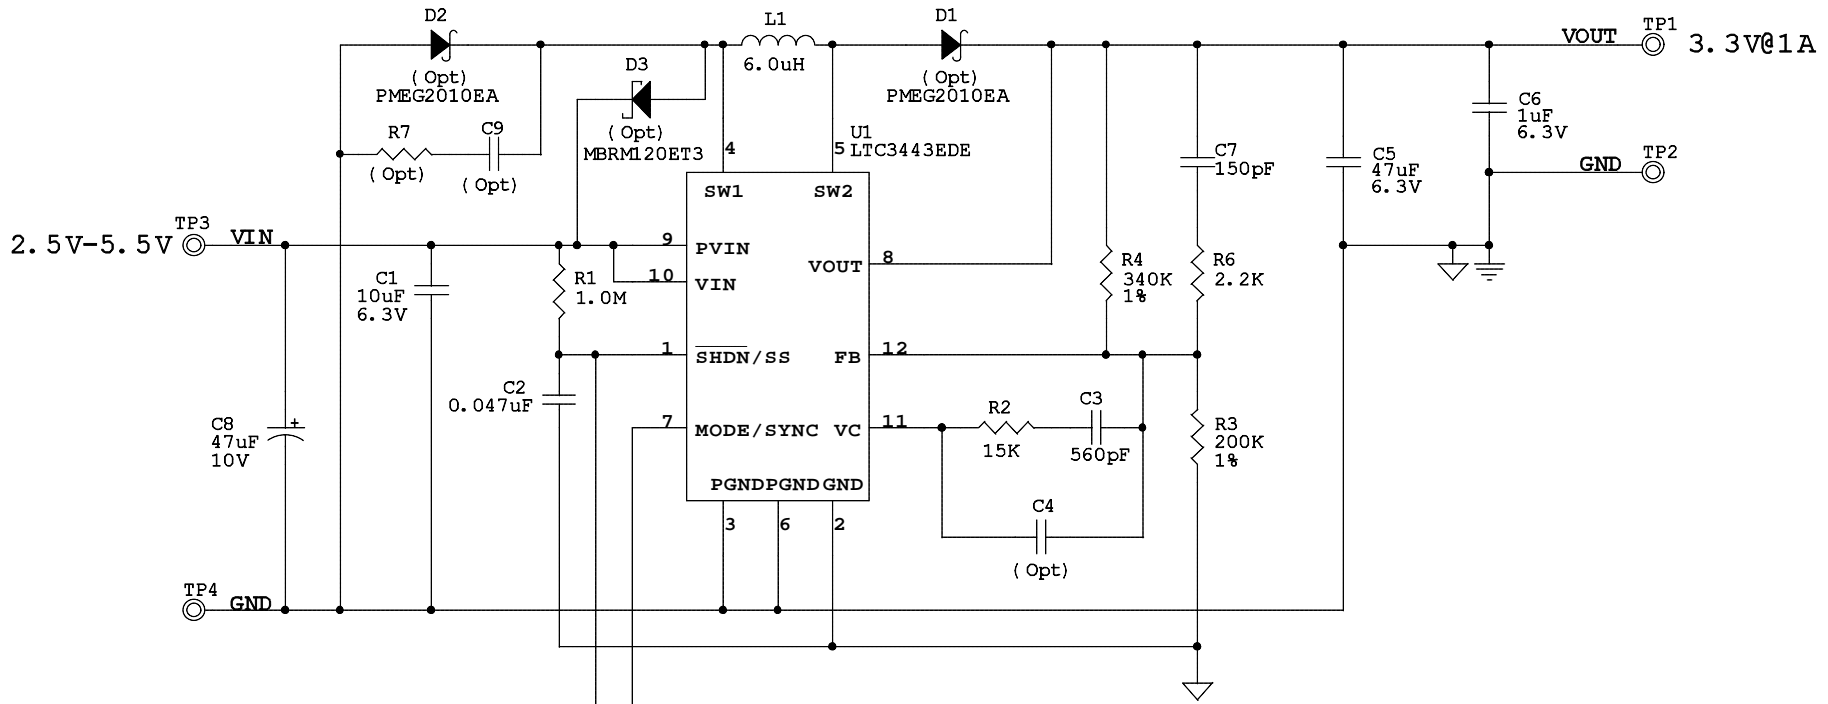 D2
L1
D1
TP1
VOUT
3.3V@1A
6.0uH
D3
(Opt)
PMEG2010EA
(Opt)
PMEG2010EA
C6
1uF
6.3V
R7
C9
(Opt)
MBRM120ET3
4
5
U1
LTC3443EDE
C7
150pF
C5
47uF
6.3V
GND
TP2
(Opt)
(Opt)
SW1
SW2
2.5V-5.5V
TP3
VIN
9
PVIN
VOUT
8
10
VIN
C1
10uF
6.3V
R1
1.0M
R4
340K
1%
R6
2.2K
1
SHDN/SS
FB
12
C2
0.047uF
C8
+
47uF
10V
7
MODE/SYNC
VC
11
R2
15K
C3
560pF
R3
200K
1%
PGND
PGND
GND
3
6
2
C4
(Opt)
TP4
GND